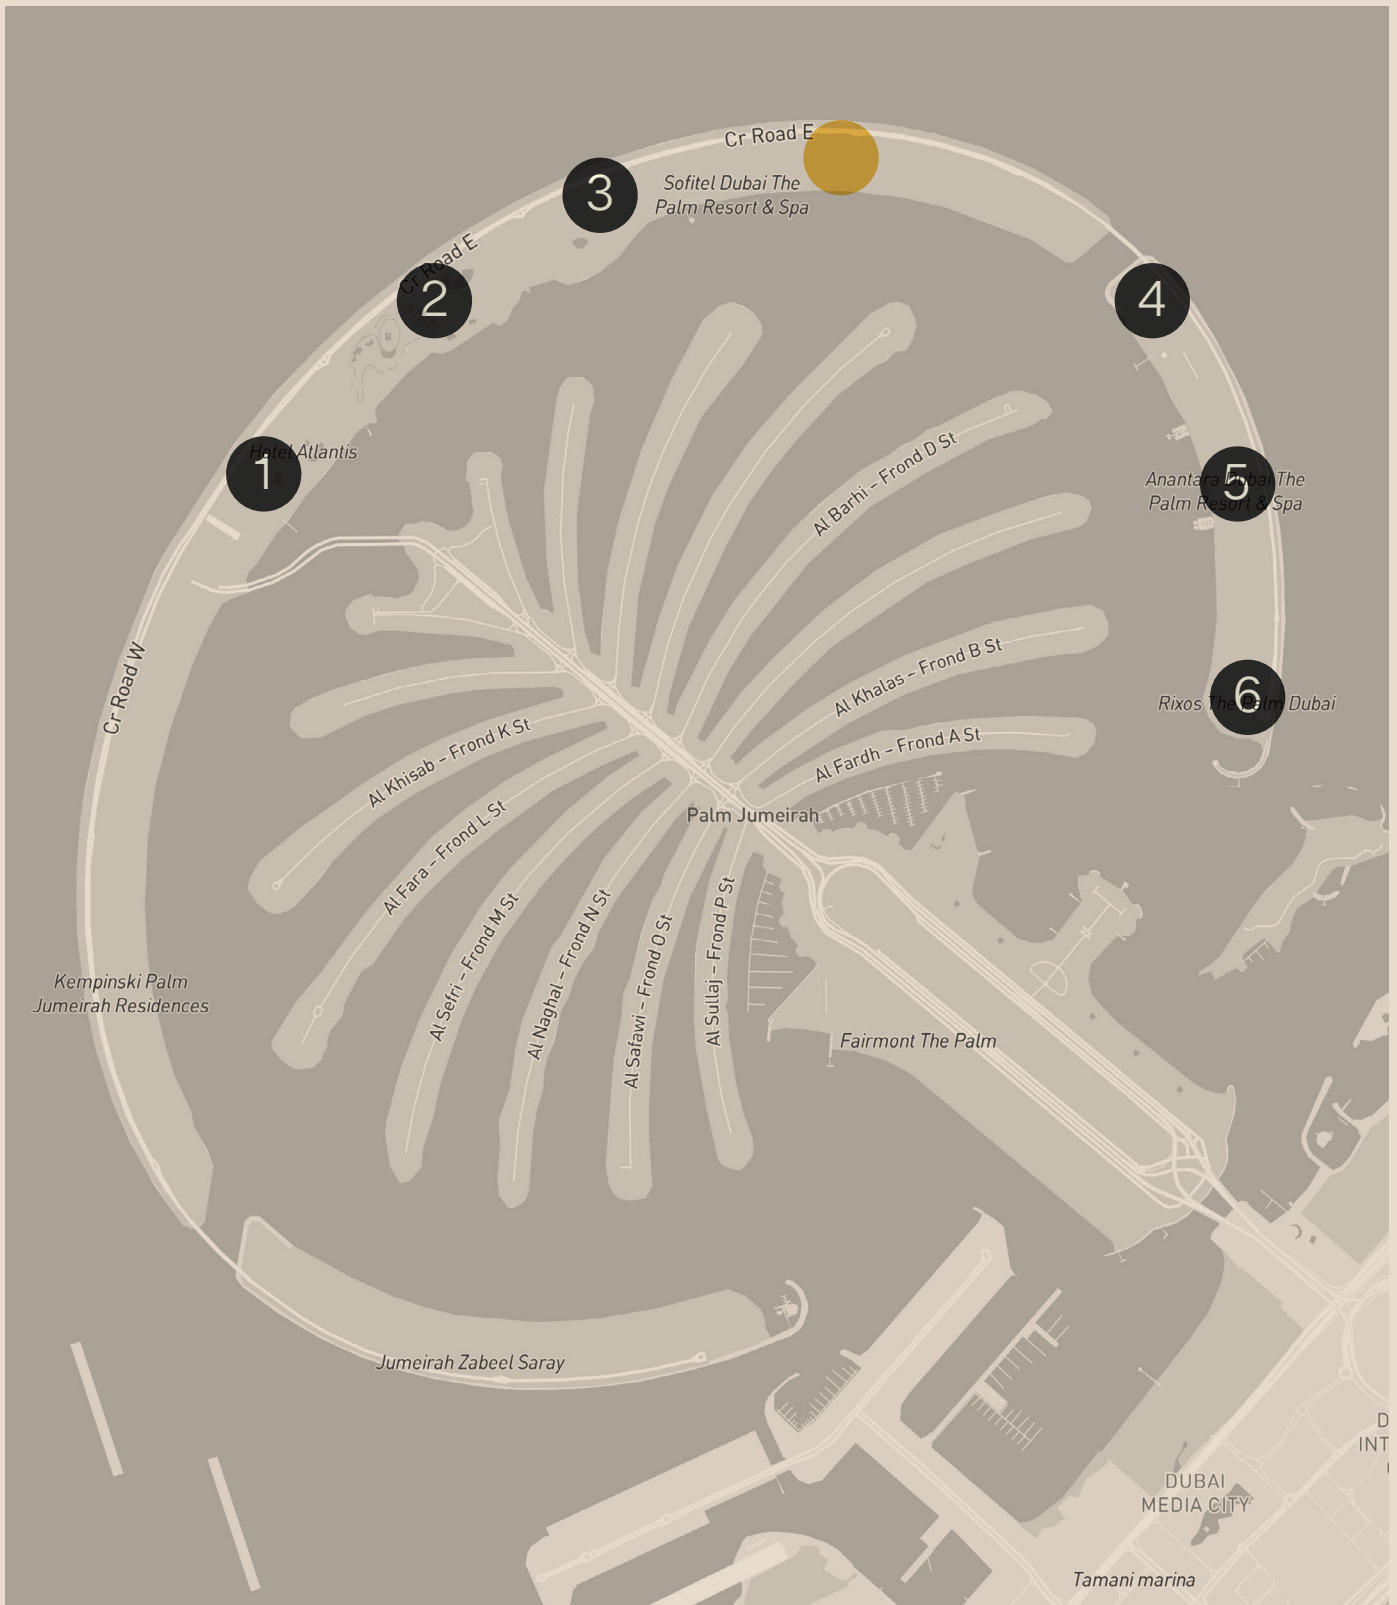 Cr Road E
3
Sofitel Dubai The
Palm Resort & Spa
Cr Road E
2
4
Hotel Atlantis
1
Al Barhi – Frond D St
Anantara Dubai The
5
Palm Resort & Spa
Cr Road W
Al Khalas – Frond B St
6
Rixos The Palm Dubai
Al Khisab – Frond K St
Al Fardh – Frond A St
Palm Jumeirah
Al Fara – Frond L St
Al Sefri – Frond M St
Al Naghal – Frond N St
Al Safawi – Frond O St
Al Sullaj – Frond P St
Kempinski Palm
Jumeirah Residences
Fairmont The Palm
Jumeirah Zabeel Saray
D
INT
DUBAI
MEDIA CITY
Tamani marina